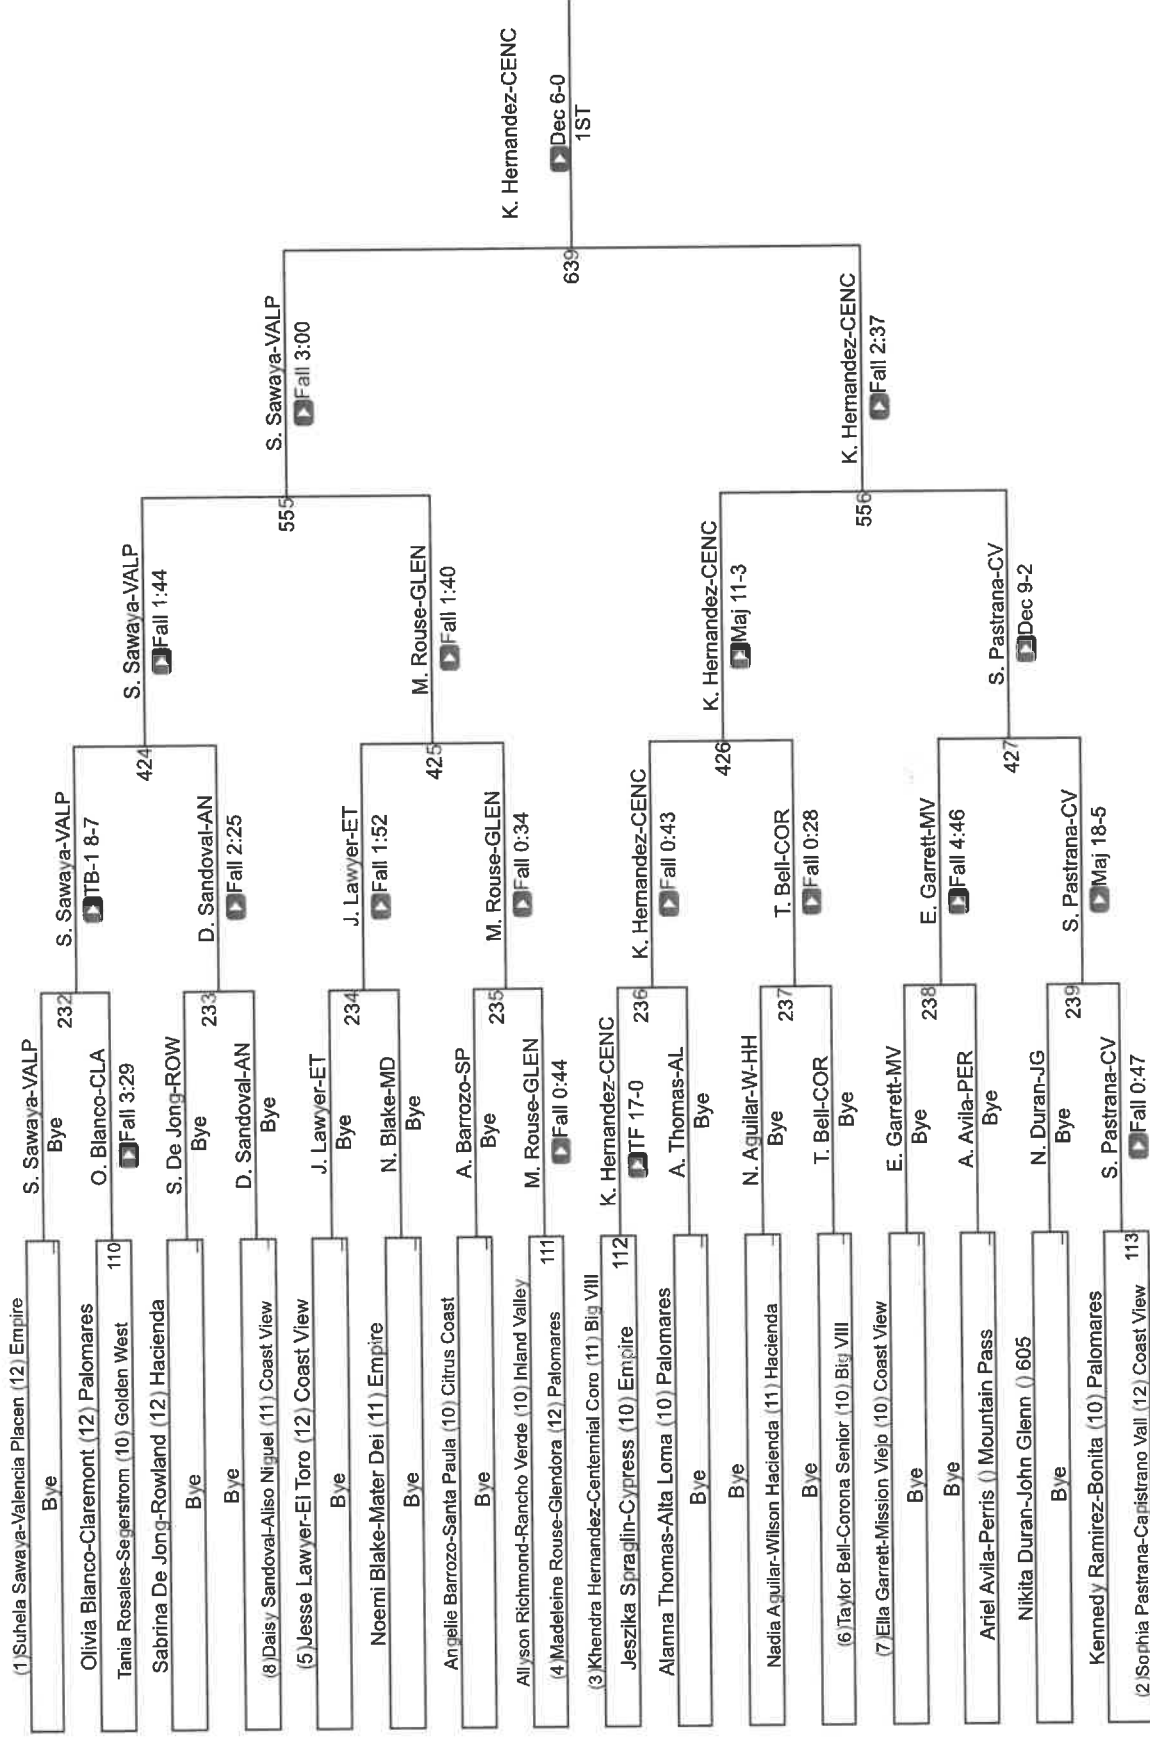 (1)Suhela Sawaya-Valencia Placen (12) Empire
Bye
Olivia Blanco-Claremont (12) Palomares
Tania Rosales-Segerstrom (10) Golden West
110
Sabrina De Jong-Rowland (12) Hacienda
Bye
Bye
(8)Daisy Sandoval-Aliso Niguel (11) Coast View
(5)Jesse Lawyer-El Toro (12) Coast View
Bye
Noemi Blake-Mater Dei (11) Empire
Bye
Angelie Barrozo-Santa Paula (10) Citrus Coast
Bye
Allyson Richmond-Rancho Verde (10) Inland Valley
(4)Madeleine Rouse-Glendora (12) Palomares
111
(3)Khendra Hernandez-Centennial Coro (11) Big VIII
Jeszika Spraglin-Cypress (10) Empire
112
Alanna Thomas-Alta Loma (10) Palomares
Bye
Bye
Nadia Aguilar-Wilson Hacienda (11) Hacienda
Bye
(6)Taylor Bell-Corona Senior (10) Big VIII
(7)Ella Garrett-Mission Viejo (10) Coast View
Bye
Bye
Ariel Avila-Perris () Mountain Pass
Nikita Duran-John Glenn () 605
Bye
Kennedy Ramirez-Bonita (10) Palomares
(2)Sophia Pastrana-Capistrano Vall (12) Coast View
113
S. Sawaya-VALP
Bye
232
O. Blanco-CLA
Fall 3:29
S. De Jong-ROW
Bye
233
D. Sandoval-AN
Bye
J. Lawyer-ET
Bye
234
N. Blake-MD
Bye
A. Barrozo-SP
Bye
235
M. Rouse-GLEN
Fall 0:44
K. Hernandez-CENC
TF 17-0
236
A. Thomas-AL
Bye
N. Aguilar-W-HH
Bye
237
T. Bell-COR
Bye
E. Garrett-MV
Bye
238
A. Avila-PER
Bye
N. Duran-JG
Bye
239
S. Pastrana-CV
Fall 0:47
S. Sawaya-VALP
TB-1 8-7
424
D. Sandoval-AN
Fall 2:25
J. Lawyer-ET
Fall 1:52
425
M. Rouse-GLEN
Fall 0:34
K. Hernandez-CENC
Fall 0:43
426
T. Bell-COR
Fall 0:28
E. Garrett-MV
Fall 4:46
427
S. Pastrana-CV
Maj 18-5
S. Sawaya-VALP
Fall 1:44
555
M. Rouse-GLEN
Fall 1:40
K. Hernandez-CENC
Maj 11-3
556
S. Pastrana-CV
Dec 9-2
S. Sawaya-VALP
Fall 3:00
639
K. Hernandez-CENC
Fall 2:37
K. Hernandez-CENC
Dec 6-0
1ST